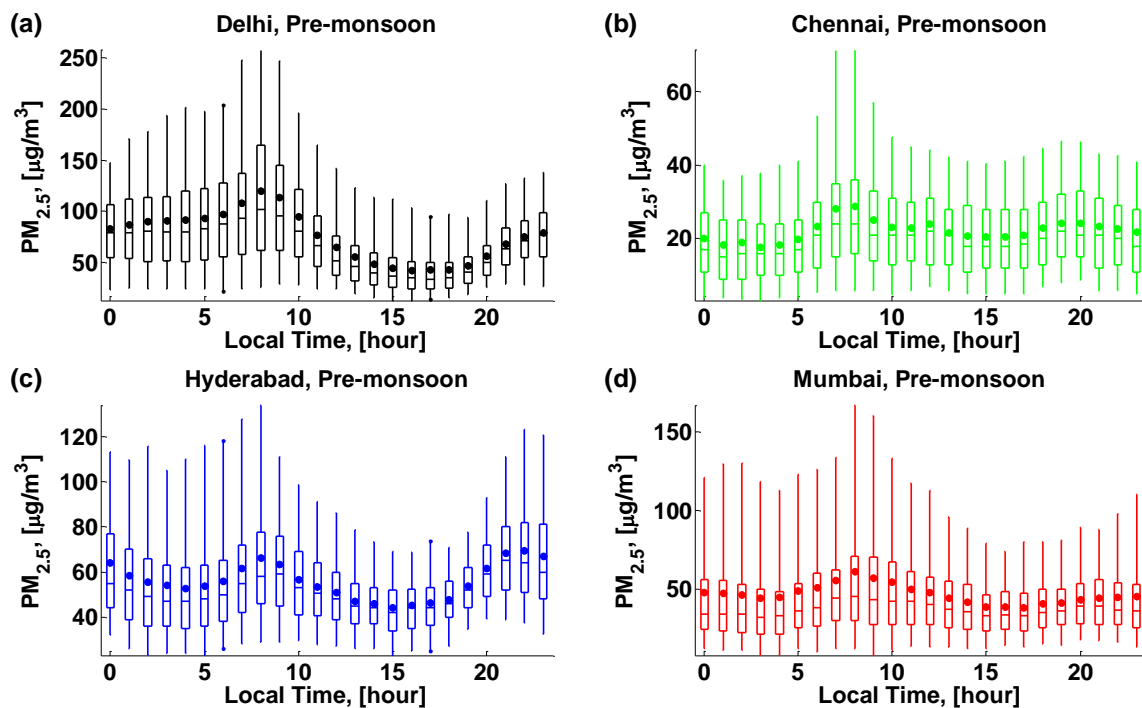 (a)
Delhi, Pre-monsoon
250
200
150
100
50
PM2.5, [μg/m3]
0 5 10 15 20
Local Time, [hour]
(b)
Chennai, Pre-monsoon
60
40
20
PM2.5, [μg/m3]
0 5 10 15 20
Local Time, [hour]
(c)
Hyderabad, Pre-monsoon
120
100
80
60
40
PM2.5, [μg/m3]
0 5 10 15 20
Local Time, [hour]
(d)
Mumbai, Pre-monsoon
150
100
50
PM2.5, [μg/m3]
0 5 10 15 20
Local Time, [hour]